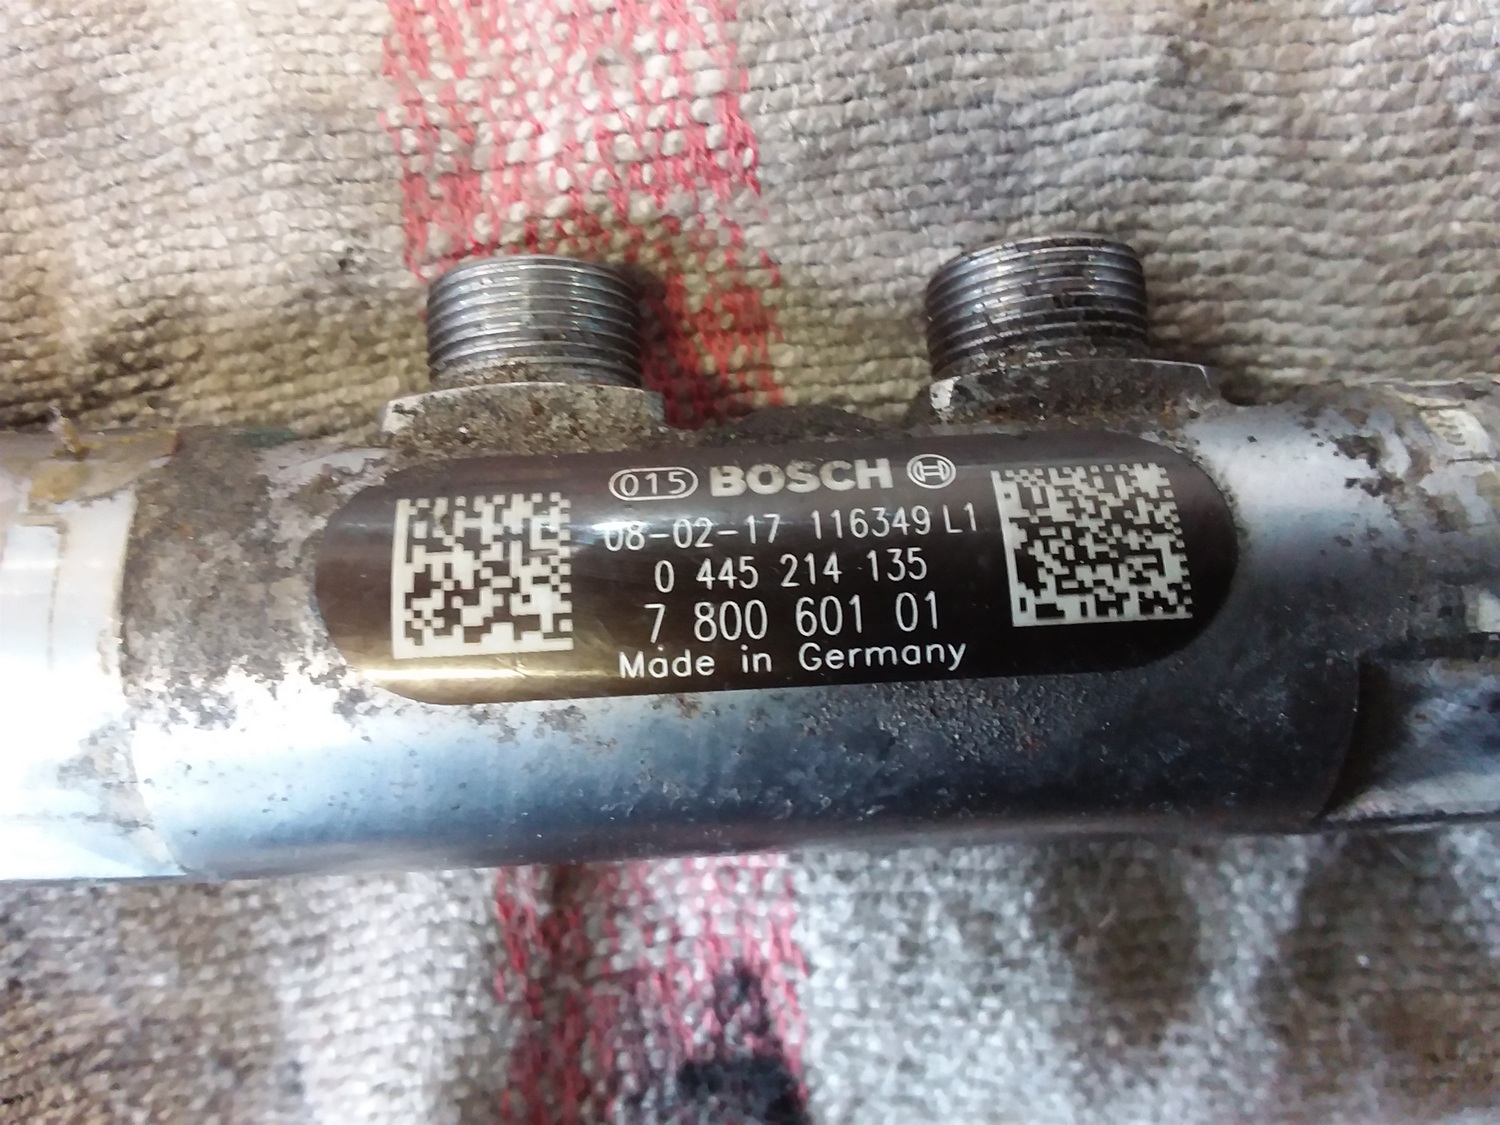 015 BOSCH
08-02-17 116349 L1
0 445 214 135
7 800 601 01
Made in Germany